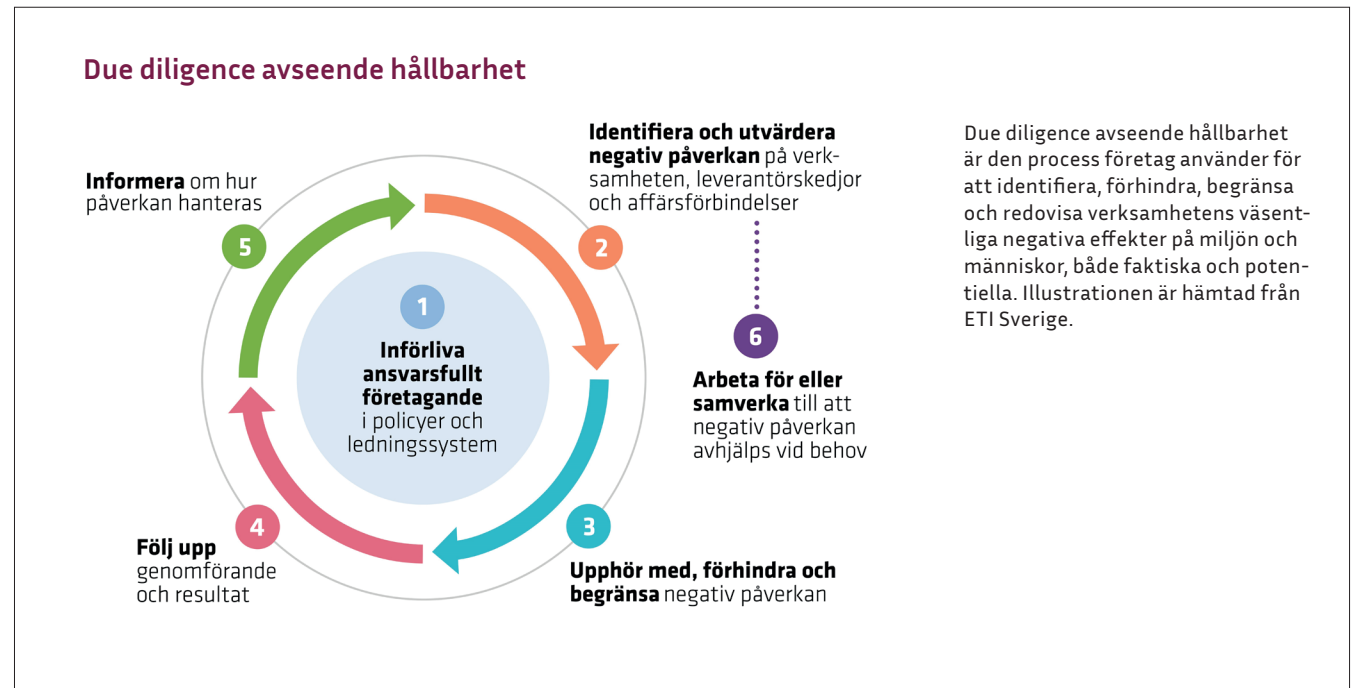 Due diligence avseende hållbarhet
1
Införliva
ansvarsfullt
företagande
i policyer och
ledningssystem
Identifiera och utvärdera
negativ påverkan på verk-
samheten, leverantörskedjor
och affärsförbindelser
2
3
Upphör med, förhindra och
begränsa negativ påverkan
4
Följ upp
genomförande
och resultat
Informera om hur
påverkan hanteras
5
6
Arbeta för eller
samverka till att
negativ påverkan
avhjälps vid behov
Due diligence avseende hållbarhet
är den process företag använder för
att identifiera, förhindra, begränsa
och redovisa verksamhetens väsent-
liga negativa effekter på miljön och
människor, både faktiska och poten-
tiella. Illustrationen är hämtad från
ETI Sverige.